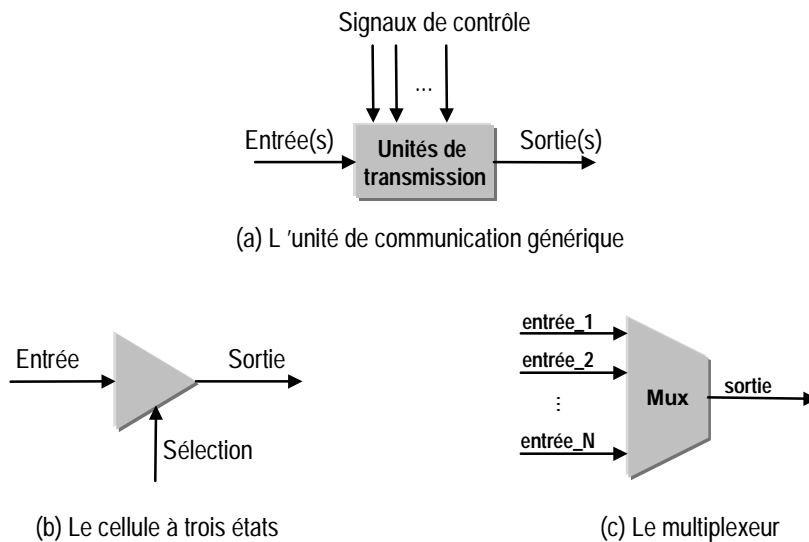 Signaux de contrôle
...
Entrée(s)
Unités de
transmission
Sortie(s)
(a) L 'unité de communication générique
Entrée
Sortie
Sélection
(b) Le cellule à trois états
entrée_1
entrée_2
...
entrée_N
Mux
sortie
(c) Le multiplexeur